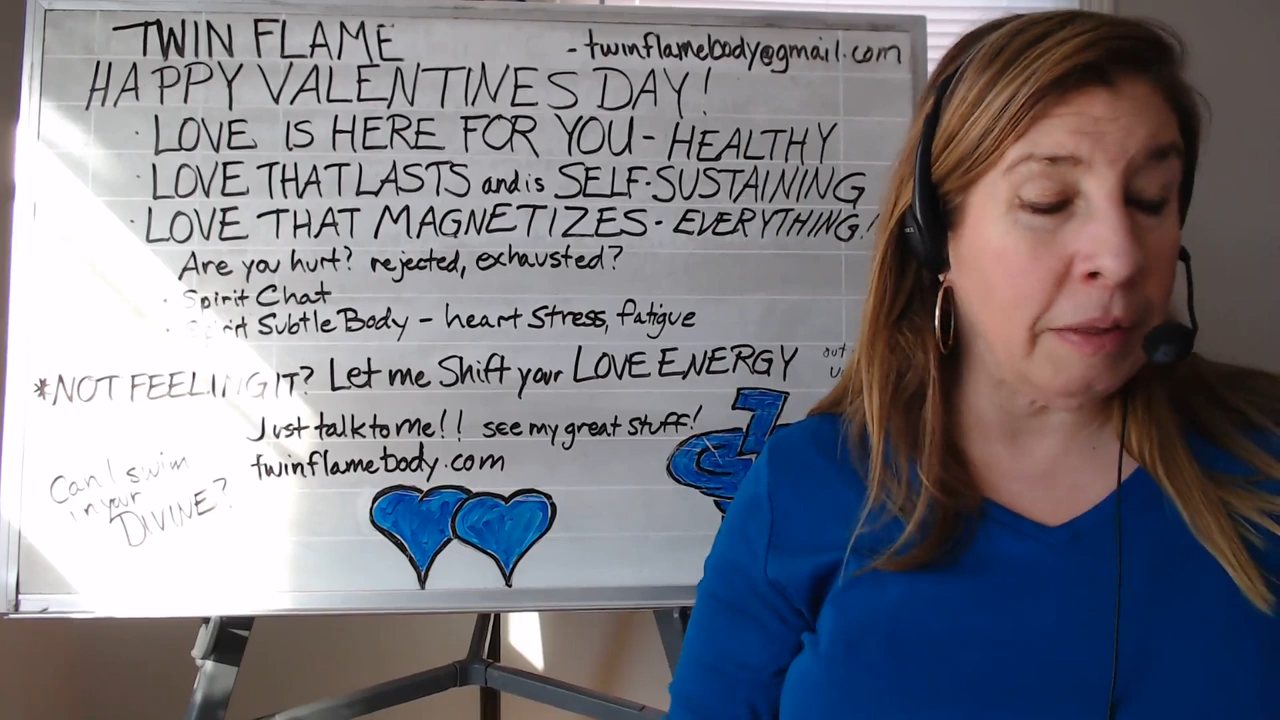 TWIN FLAME
-twinflamebody@gmail.com
HAPPY VALENTINES DAY!
· LOVE IS HERE FOR YOU - HEALTHY
· LOVE THAT LASTS and is SELF-SUSTAINING
· LOVE THAT MAGNETIZES - EVERYTHING!
Are you hurt? rejected, exhausted?
· Spirit Chat
· Spirit Subtle Body - heart Stress, fatigue
*NOT FEELING IT? Let me Shift your LOVE ENERGY
out
Just talk to me!! see my great stuff!
twinflamebody.com
Can I swim
in your
DIVINE?